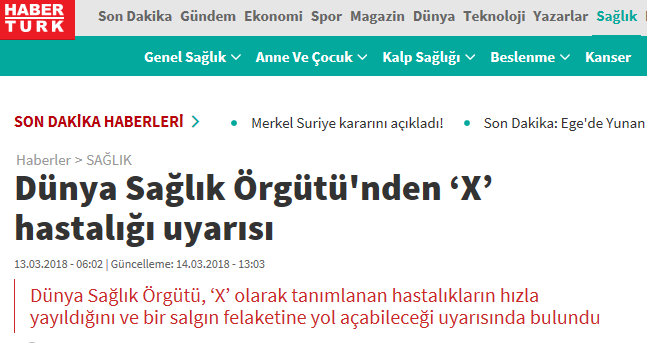 HABER
TURK
Son Dakika Gündem Ekonomi Spor Magazin Dünya Teknoloji Yazarlar Sağlık
Genel Sağlık Anne Ve Çocuk Kalp Sağlığı Beslenme Kanser
SON DAKİKA HABERLERİ > • Merkel Suriye kararını açıkladı! • Son Dakika: Ege'de Yunan
Haberler > SAĞLIK
Dünya Sağlık Örgütü'nden ‘X’
hastalığı uyarısı
13.03.2018 - 06:02 | Güncelleme: 14.03.2018 - 13:03
Dünya Sağlık Örgütü, ‘X’ olarak tanımlanan hastalıkların hızla
yayıldığını ve bir salgın felaketine yol açabileceği uyarısında bulundu